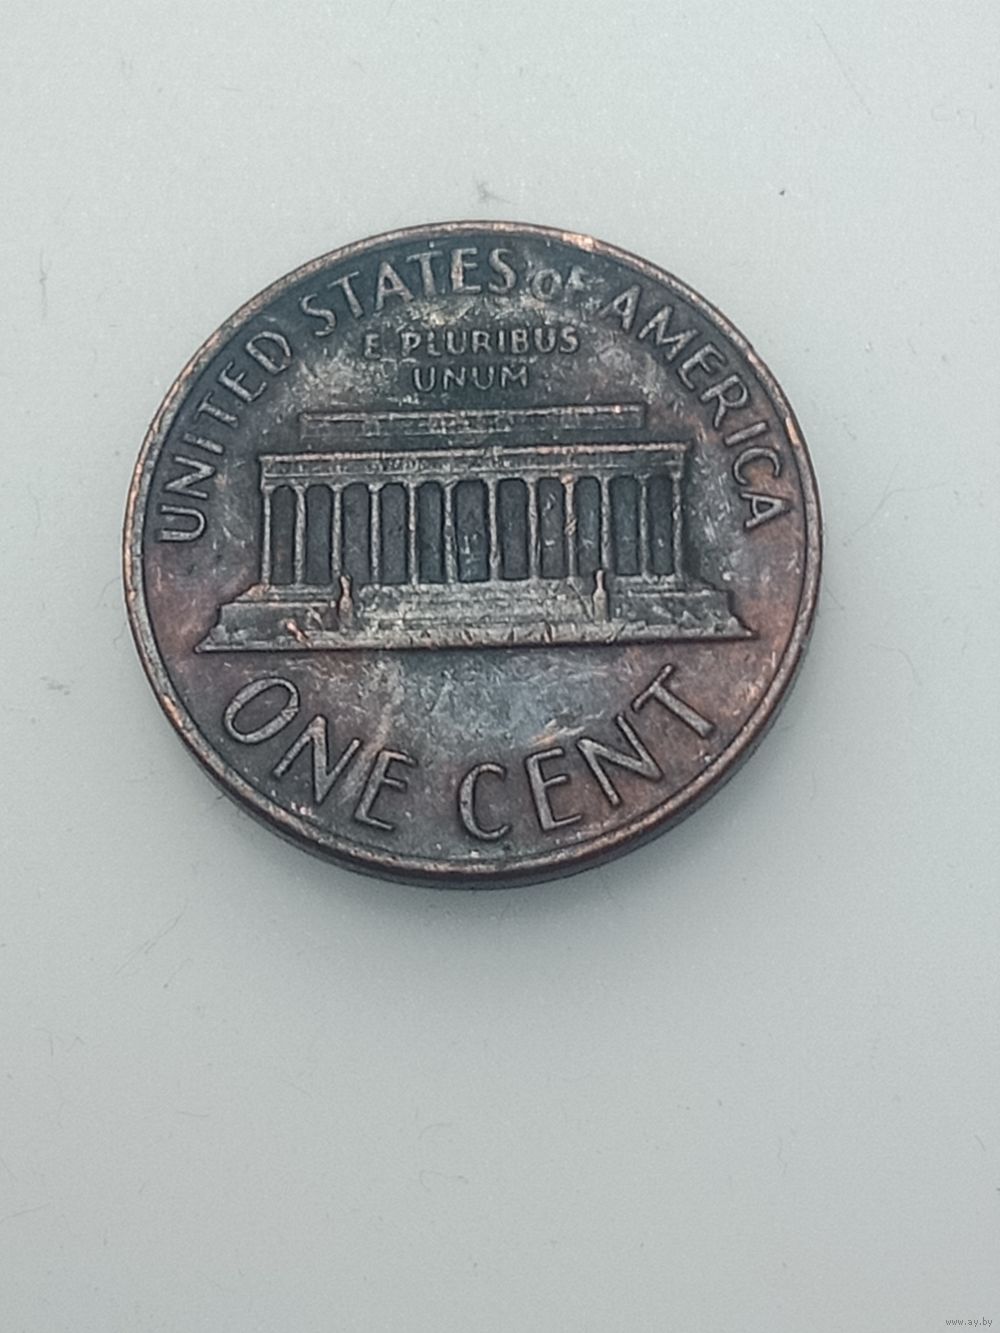 UNITED STATES OF AMERICA
E PLURIBUS
UNUM
ONE CENT
www.ay.by